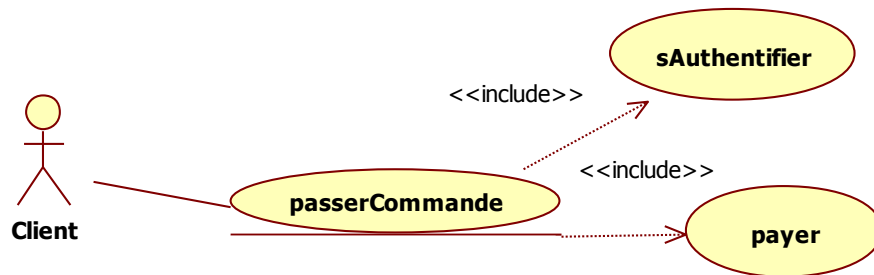 sAuthentifier
<<include>>
<<include>>
passerCommande
Client
payer